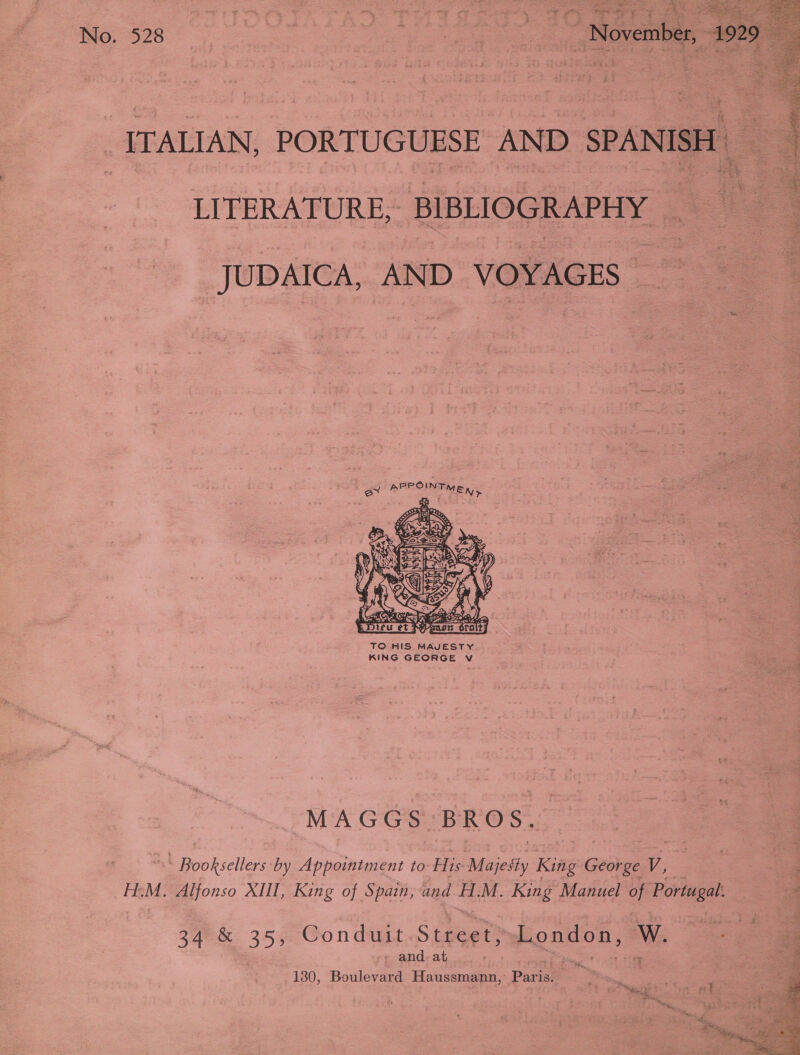 No. 528 November, 1929
ITALIAN, PORTUGUESE AND SPANISH
LITERATURE, BIBLIOGRAPHY
JUDAICA, AND VOYAGES
BY APPOINTMENT
Dieu et mon droit
TO HIS MAJESTY
KING GEORGE V
MAGGS BROS.
Booksellers by Appointment to His Majesty King George V,
H.M. Alfonso XIII, King of Spain, and H.M. King Manuel of Portugal.
34 & 35, Conduit Street, London, W.
and at
130, Boulevard Haussmann, Paris.